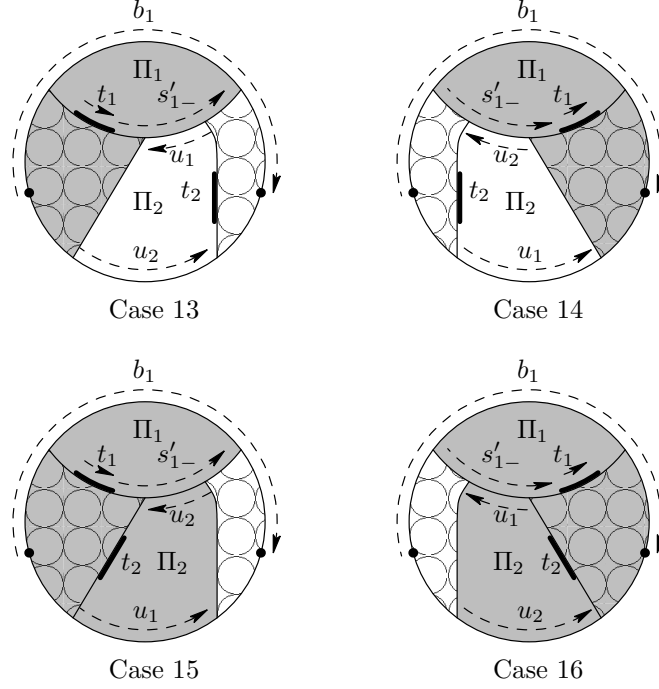 b₁ b₁
Π₁ Π₁
t₁ s′₁₋ s′₁₋ t₁
u₁ u₂
t₂ t₂
Π₂ Π₂
u₂ u₁
Case 13 Case 14
b₁ b₁
Π₁ Π₁
t₁ s′₁₋ s′₁₋ t₁
u₂ u₁
t₂ Π₂ Π₂ t₂
u₁ u₂
Case 15 Case 16